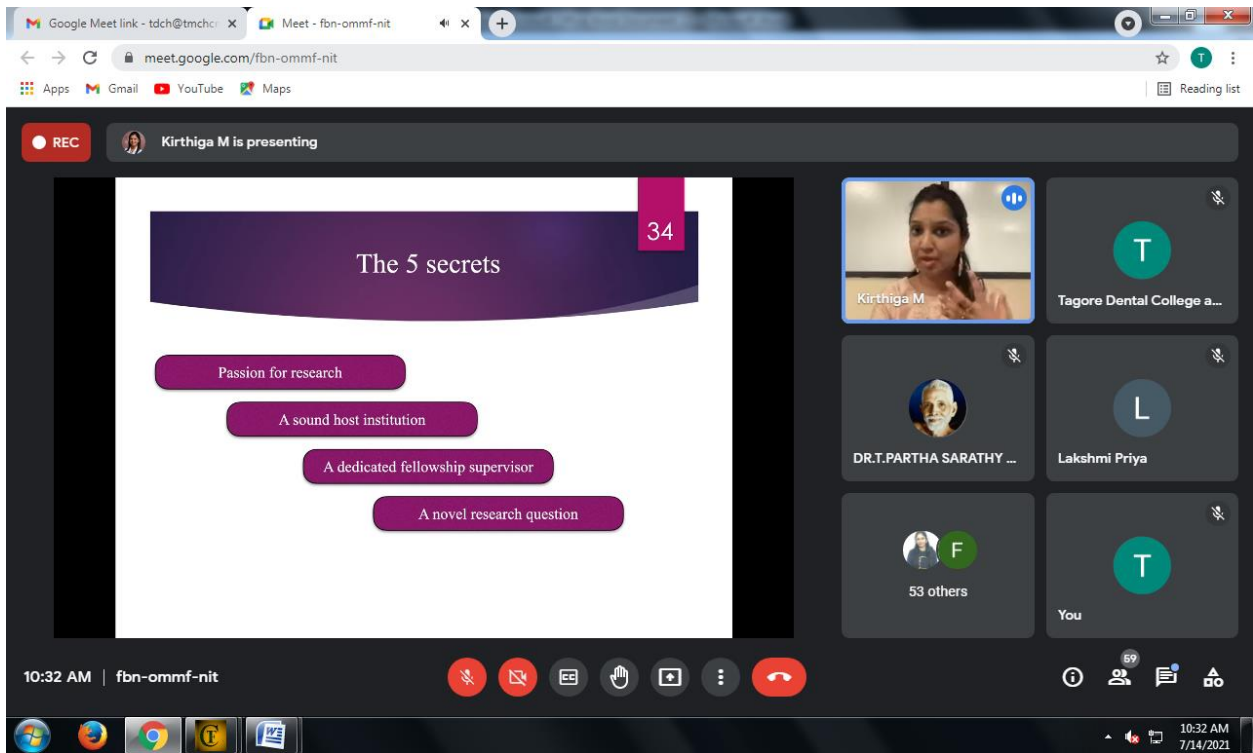 Google Meet link - tdch@tmchc
Meet - fbn-ommf-nit
meet.google.com/fbn-ommf-nit
T
Apps
Gmail
YouTube
Maps
Reading list
REC
Kirthiga M is presenting
34
The 5 secrets
Passion for research
A sound host institution
A dedicated fellowship supervisor
A novel research question
Kirthiga M
T
Tagore Dental College a...
DR.T.PARTHA SARATHY ...
L
Lakshmi Priya
F
53 others
T
You
10:32 AM | fbn-ommf-nit
CC
59
10:32 AM
7/14/2021